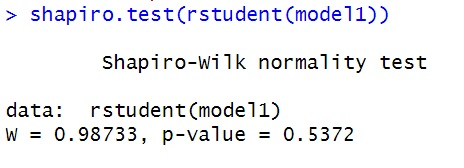 > shapiro.test(rstudent(model1))
Shapiro-Wilk normality test
data:  rstudent(model1)
W = 0.98733, p-value = 0.5372